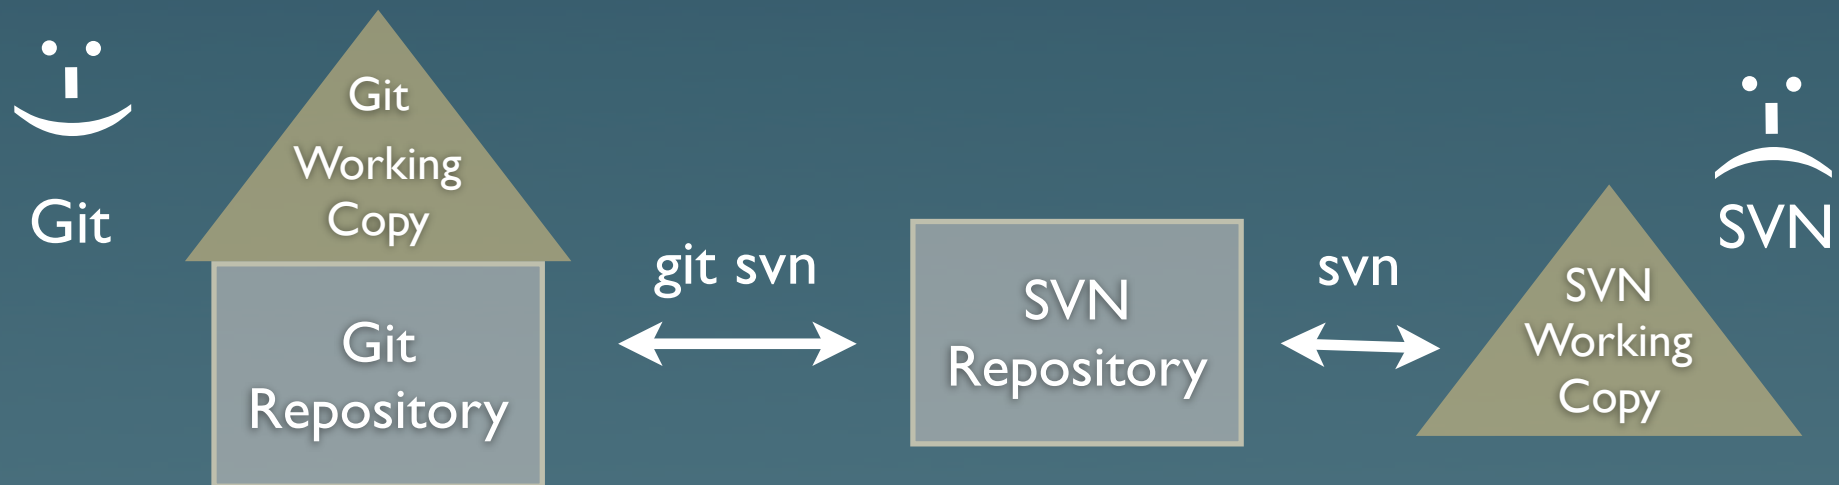 Git
Git
Working
Copy
Git
Repository
git svn
SVN
Repository
svn
SVN
SVN
Working
Copy